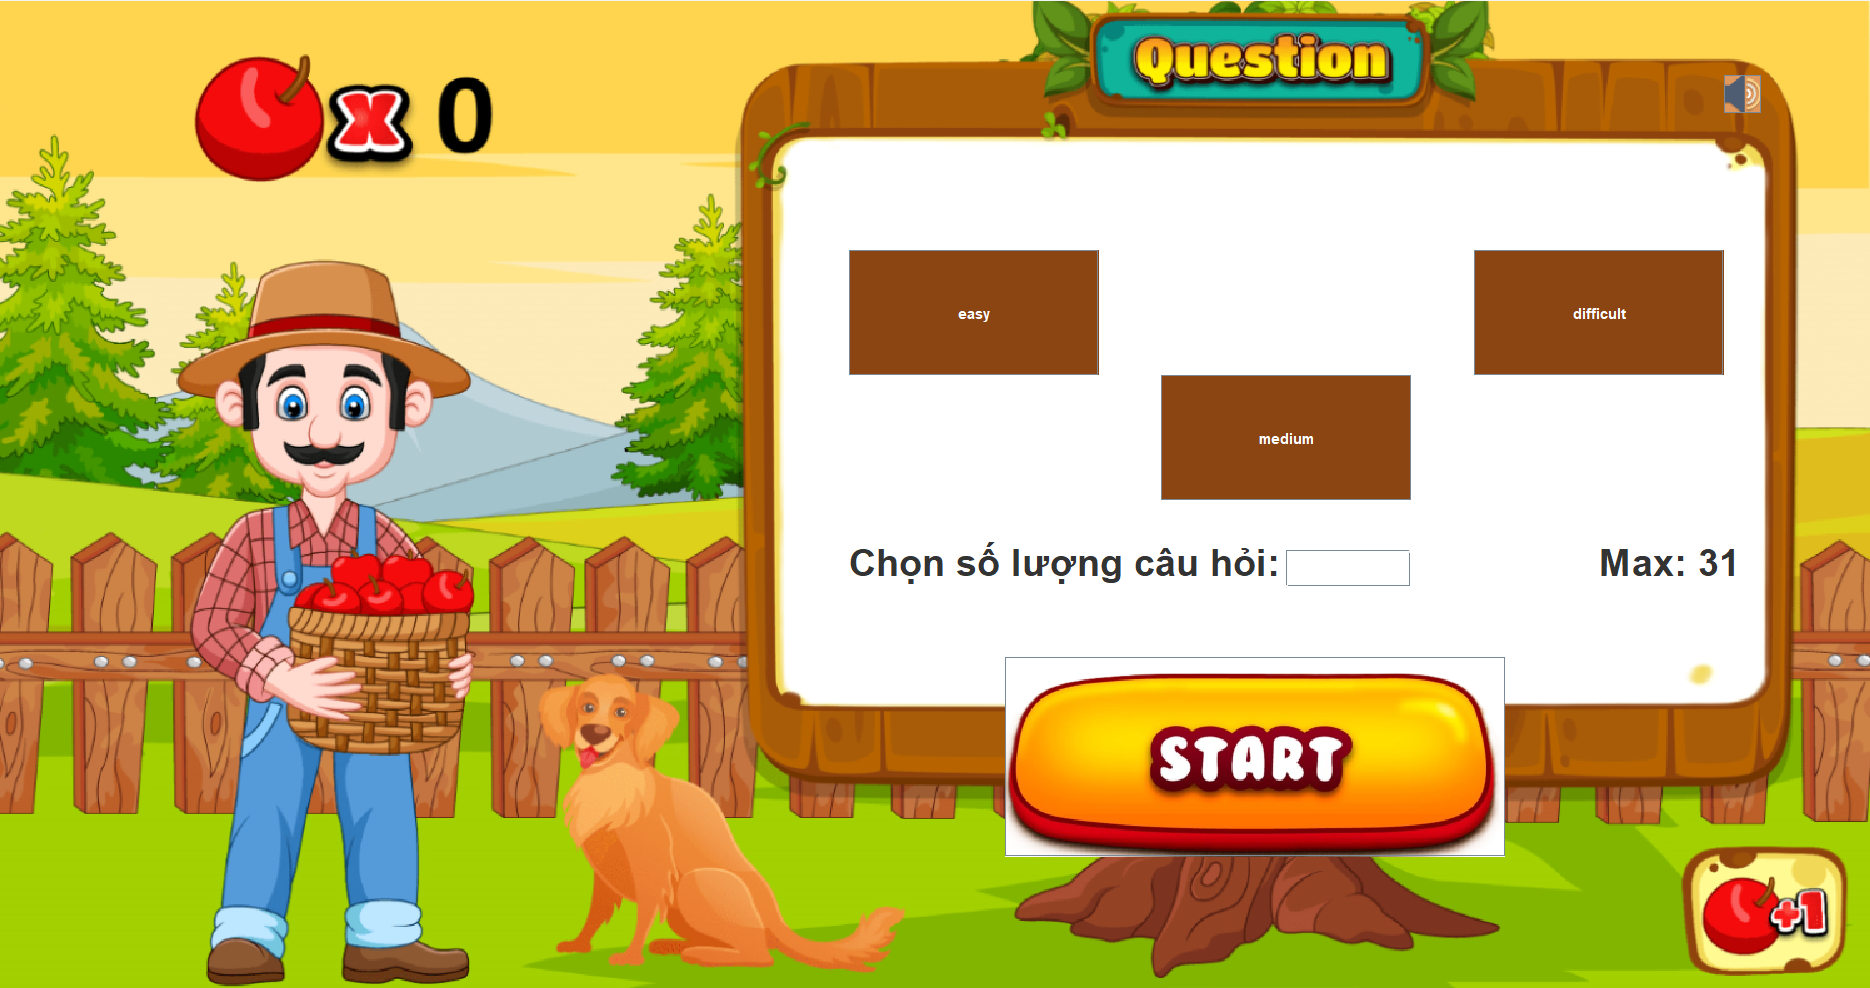 Question
x 0
easy
difficult
medium
Chọn số lượng câu hỏi:
Max: 31
START
+1